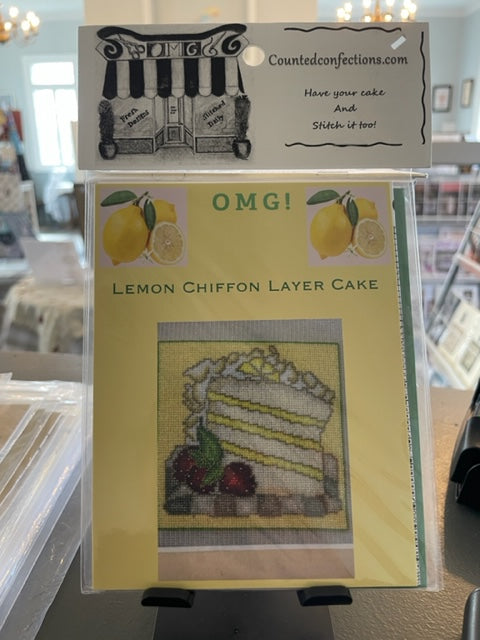 OMG
Fresh Designs
Stitched Daily
Countedconfections.com
Have your cake
And
Stitch it too!
OMG!
LEMON CHIFFON LAYER CAKE